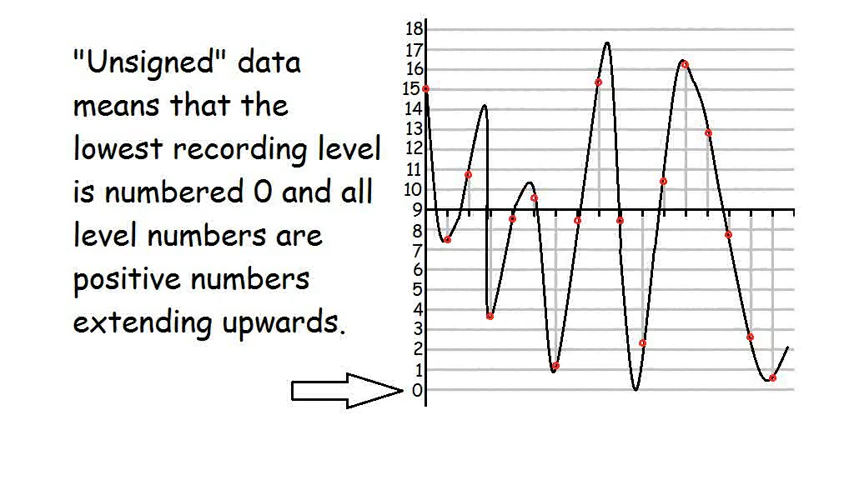 "Unsigned" data
means that the
lowest recording level
is numbered 0 and all
level numbers are
positive numbers
extending upwards.
18
17
16
15
14
13
12
11
10
9
8
7
6
5
4
3
2
1
0